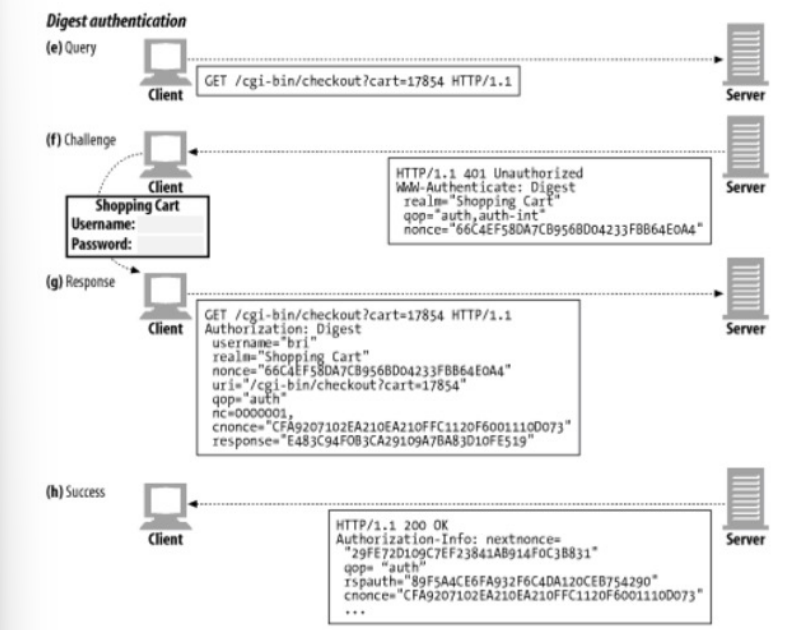 Digest authentication
(e) Query
Client
GET /cgi-bin/checkout?cart=17854 HTTP/1.1
Server
(f) Challenge
Client
HTTP/1.1 401 Unauthorized
WWW-Authenticate: Digest
realm="Shopping Cart"
qop="auth,auth-int"
nonce="66C4EF58DA7CB956BD04233FBB64E0A4"
Server
Shopping Cart
Username:
Password:
(g) Response
Client
GET /cgi-bin/checkout?cart=17854 HTTP/1.1
Authorization: Digest
username="bri"
realm="Shopping Cart"
nonce="66C4EF58DA7CB956BD04233FBB64E0A4"
uri="/cgi-bin/checkout?cart=17854"
qop="auth"
nc=0000001,
cnonce="CFA9207102EA210EA210FFC1120F6001110D073"
response="E483C94F0B3CA29109A7BA83D10FE519"
Server
(h) Success
Client
HTTP/1.1 200 OK
Authorization-Info: nextnonce=
"29FE72D109C7EF23841AB914F0C3B831"
qop= "auth"
rspauth="89F5A4CE6FA932F6C4DA120CEB754290"
cnonce="CFA9207102EA210EA210FFC1120F6001110D073"
...
Server